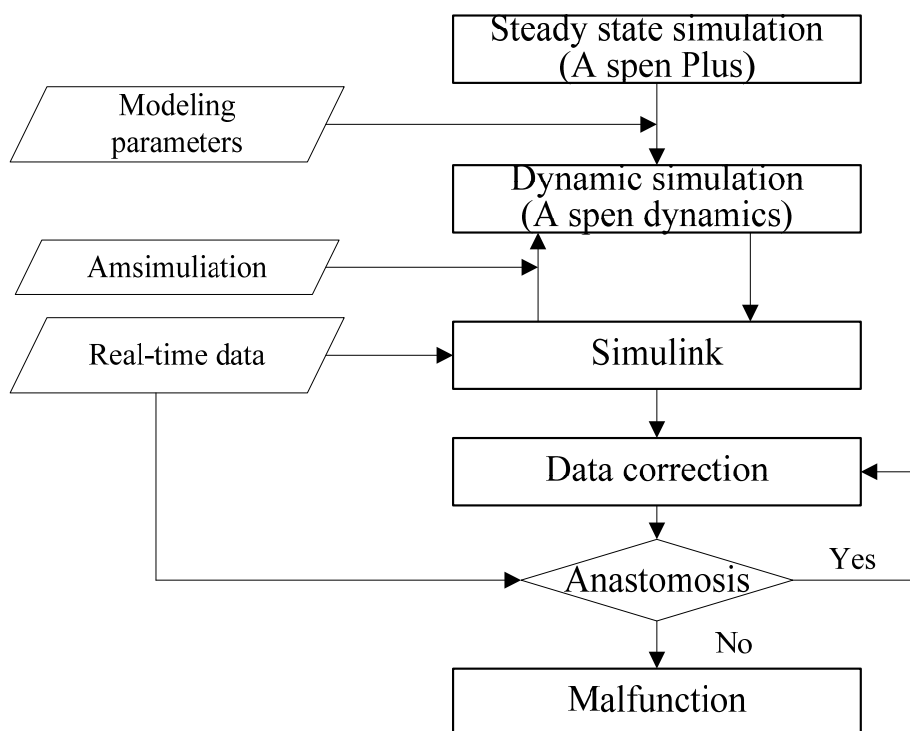 Steady state simulation
(A spen Plus)
Modeling
parameters
Dynamic simulation
(A spen dynamics)
Amsimuliation
Real-time data
Simulink
Data correction
Anastomosis
Yes
No
Malfunction